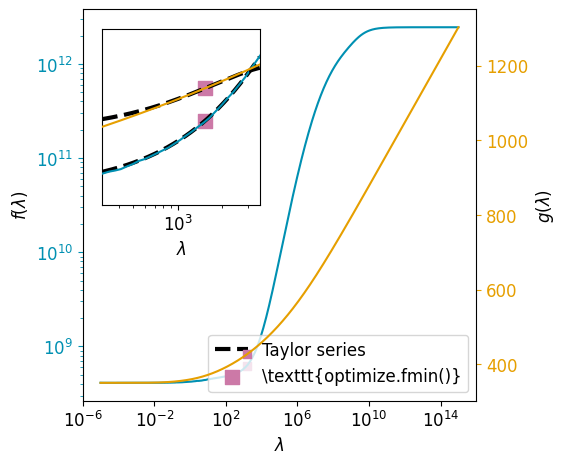 10^12
10^11
10^10
10^9
f(λ)
10^3
λ
1200
1000
800
600
400
g(λ)
Taylor series
\texttt{optimize.fmin()}
10^−6
10^−2
10^2
10^6
10^10
10^14
λ